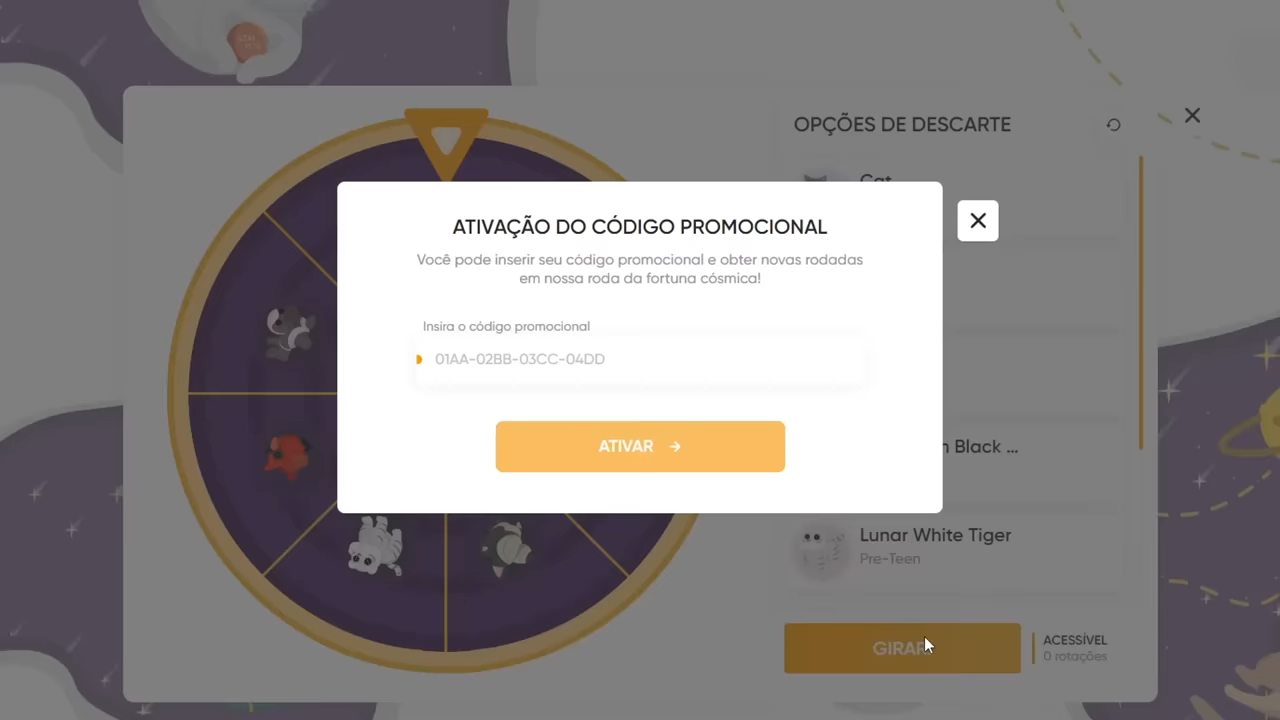 OPÇÕES DE DESCARTE
Cat
ATIVAÇÃO DO CÓDIGO PROMOCIONAL
Você pode inserir seu código promocional e obter novas rodadas
em nossa roda da fortuna cósmica!
Insira o código promocional
01AA-02BB-03CC-04DD
ATIVAR
Black ...
Lunar White Tiger
Pre-Teen
GIRAR
ACESSÍVEL
0 rotações